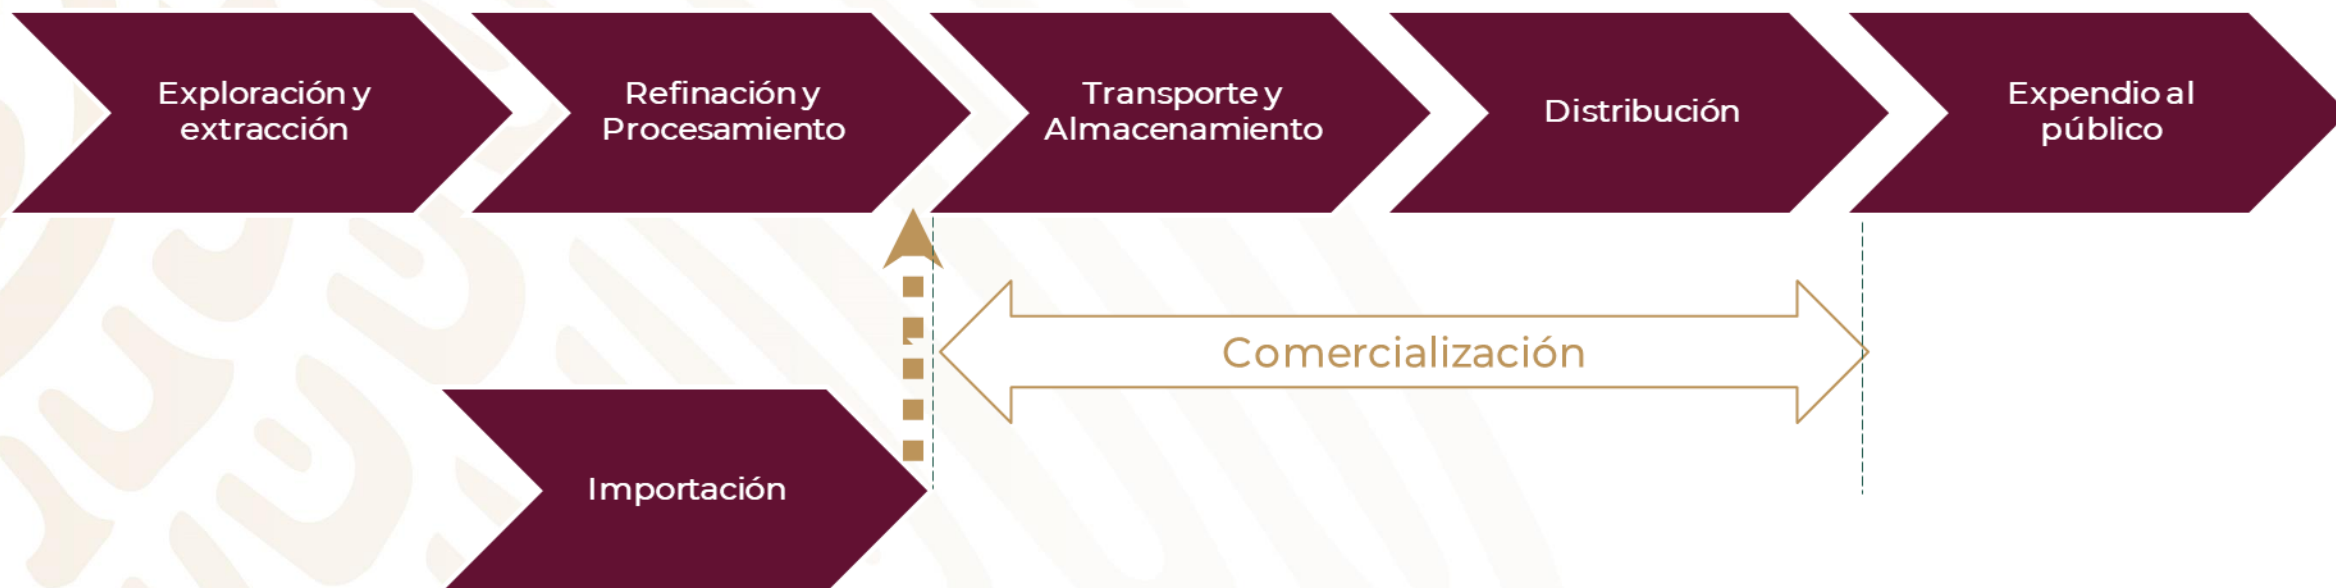 Exploración y
extracción
Refinación y
Procesamiento
Transporte y
Almacenamiento
Distribución
Expendio al
público
Comercialización
Importación